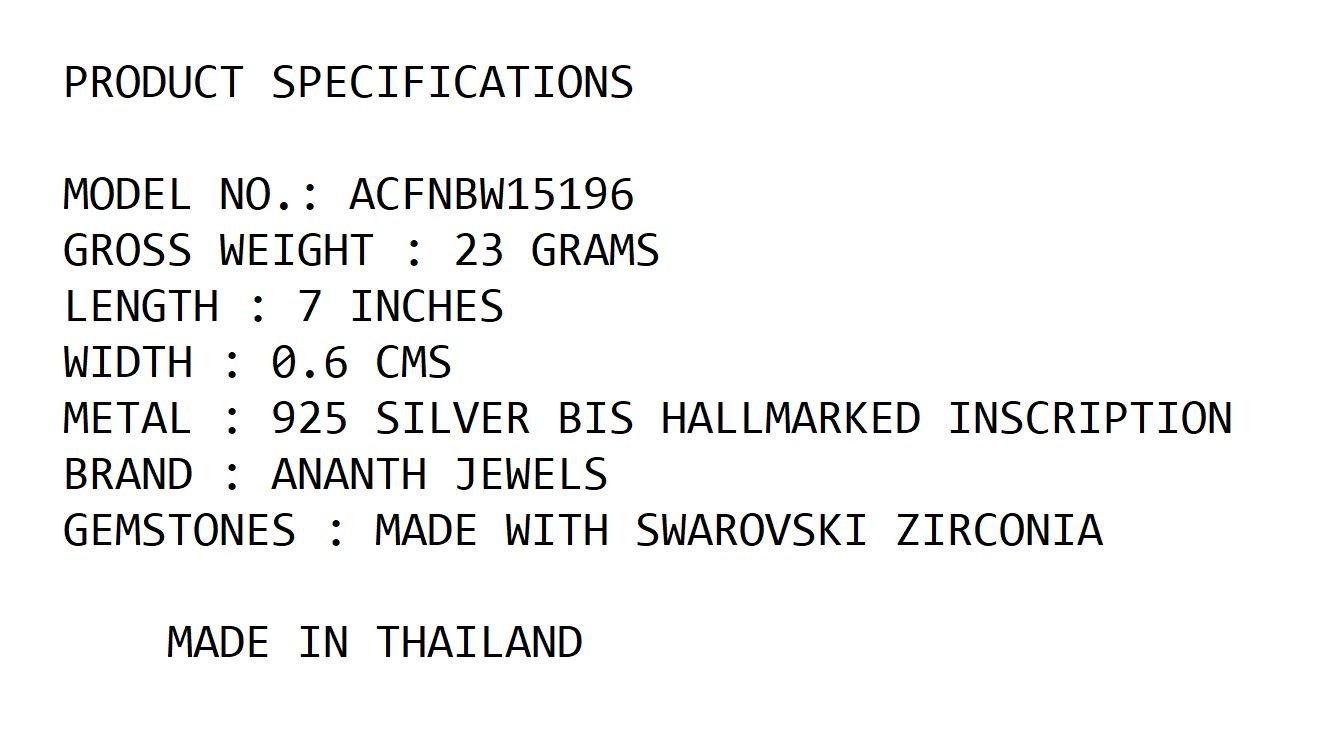 PRODUCT SPECIFICATIONS
MODEL NO.: ACFNBW15196
GROSS WEIGHT : 23 GRAMS
LENGTH : 7 INCHES
WIDTH : 0.6 CMS
METAL : 925 SILVER BIS HALLMARKED INSCRIPTION
BRAND : ANANTH JEWELS
GEMSTONES : MADE WITH SWAROVSKI ZIRCONIA
MADE IN THAILAND